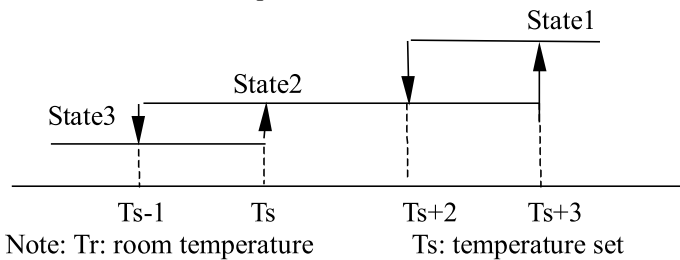 State1
State2
State3
Ts-1 Ts Ts+2 Ts+3
Note: Tr: room temperature Ts: temperature set